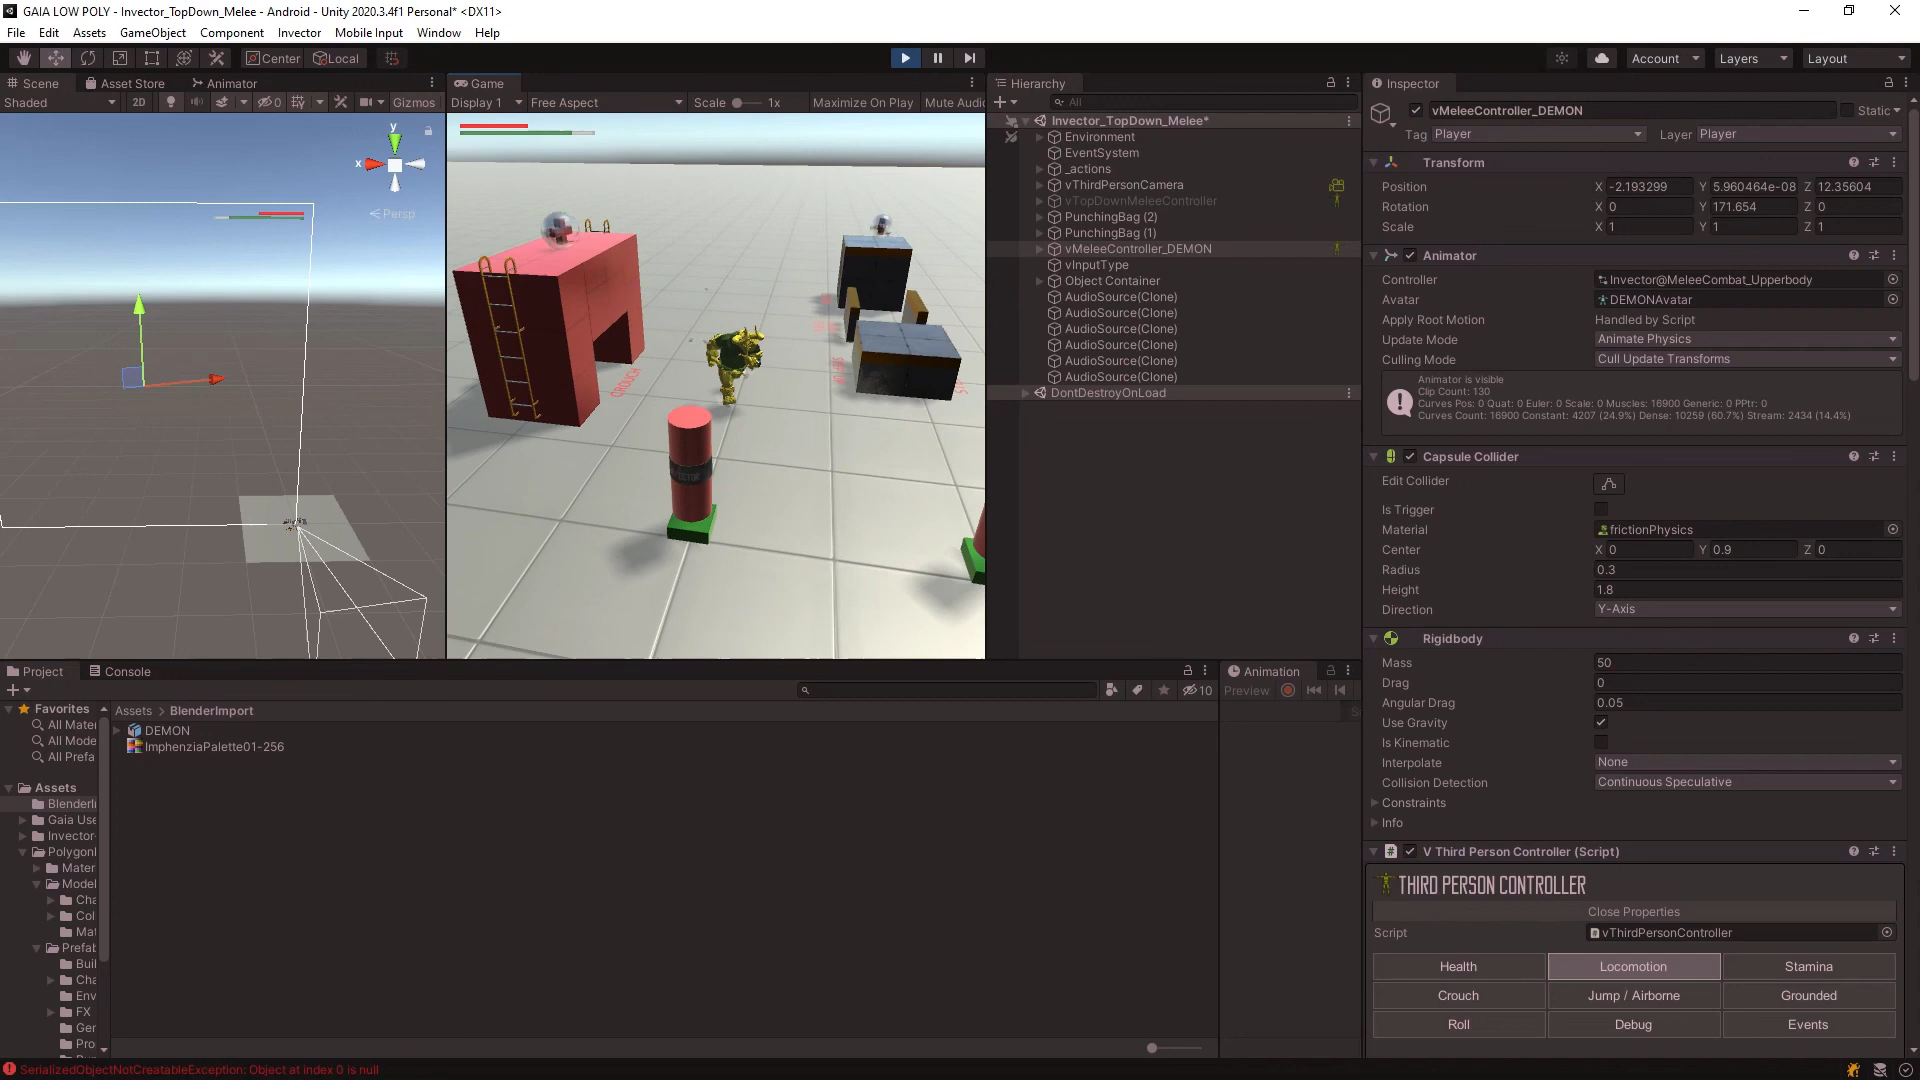 GAIA LOW POLY - Invector_TopDown_Melee - Android - Unity 2020.3.4f1 Personal* <DX11>
File Edit Assets GameObject Component Invector Mobile Input Window Help
Center Local Account Layers Layout
Scene Asset Store Animator
Shaded 2D 0 Gizmos
y
x
Persp
Game
Display 1 Free Aspect Scale 1x Maximize On Play Mute Audio
CROUCH
Hierarchy
All
Invector_TopDown_Melee*
Environment
EventSystem
_actions
vThirdPersonCamera
vTopDownMeleeController
PunchingBag (2)
PunchingBag (1)
vMeleeController_DEMON
vInputType
Object Container
AudioSource(Clone)
AudioSource(Clone)
AudioSource(Clone)
AudioSource(Clone)
AudioSource(Clone)
AudioSource(Clone)
DontDestroyOnLoad
Inspector
vMeleeController_DEMON Static
Tag Player Layer Player
Transform
Position X -2.193299 Y 5.960464e-08 Z 12.35604
Rotation X 0 Y 171.654 Z 0
Scale X 1 Y 1 Z 1
Animator
Controller Invector@MeleeCombat_Upperbody
Avatar DEMONAvatar
Apply Root Motion Handled by Script
Update Mode Animate Physics
Culling Mode Cull Update Transforms
Animator is visible
Clip Count: 130
Curves Pos: 0 Quat: 0 Euler: 0 Scale: 0 Muscles: 16900 Generic: 0 PPtr: 0
Curves Count: 16900 Constant: 4207 (24.9%) Dense: 10259 (60.7%) Stream: 2434 (14.4%)
Capsule Collider
Edit Collider
Is Trigger
Material frictionPhysics
Center X 0 Y 0.9 Z 0
Radius 0.3
Height 1.8
Direction Y-Axis
Rigidbody
Mass 50
Drag 0
Angular Drag 0.05
Use Gravity
Is Kinematic
Interpolate None
Collision Detection Continuous Speculative
Constraints
Info
V Third Person Controller (Script)
THIRD PERSON CONTROLLER
Close Properties
Script vThirdPersonController
Health Locomotion Stamina
Crouch Jump / Airborne Grounded
Roll Debug Events
Project Console
10
Favorites
All Mater
All Mode
All Prefa
Assets
BlenderI
Gaia Use
Invector
Polygon
Mater
Model
Cha
Col
Mat
Prefab
Buil
Cha
Env
FX
Ger
Pro
Assets > BlenderImport
DEMON
ImphenziaPalette01-256
Animation
Preview
SerializedObjectNotCreatableException: Object at index 0 is null